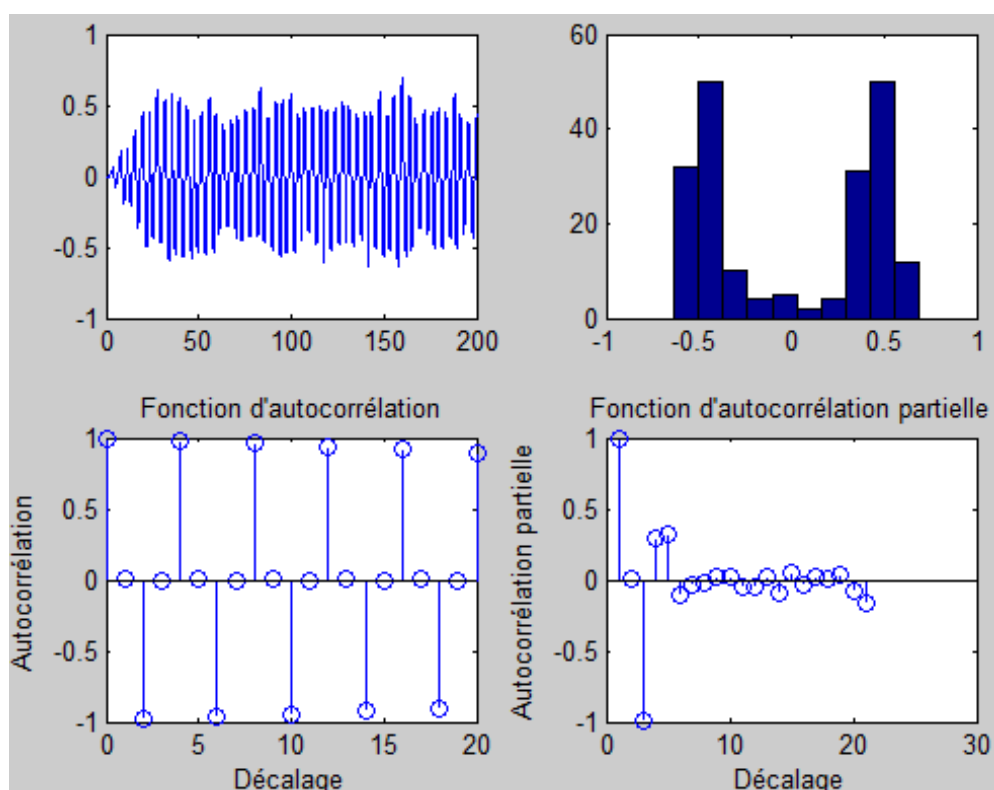 1
0.5
0
-0.5
-1
0 50 100 150 200
60
40
20
0
-1 -0.5 0 0.5 1
Fonction d'autocorrélation
Autocorrélation
1
0.5
0
-0.5
-1
0 5 10 15 20
Décalage
Fonction d'autocorrélation partielle
Autocorrélation partielle
1
0.5
0
-0.5
-1
0 10 20 30
Décalage